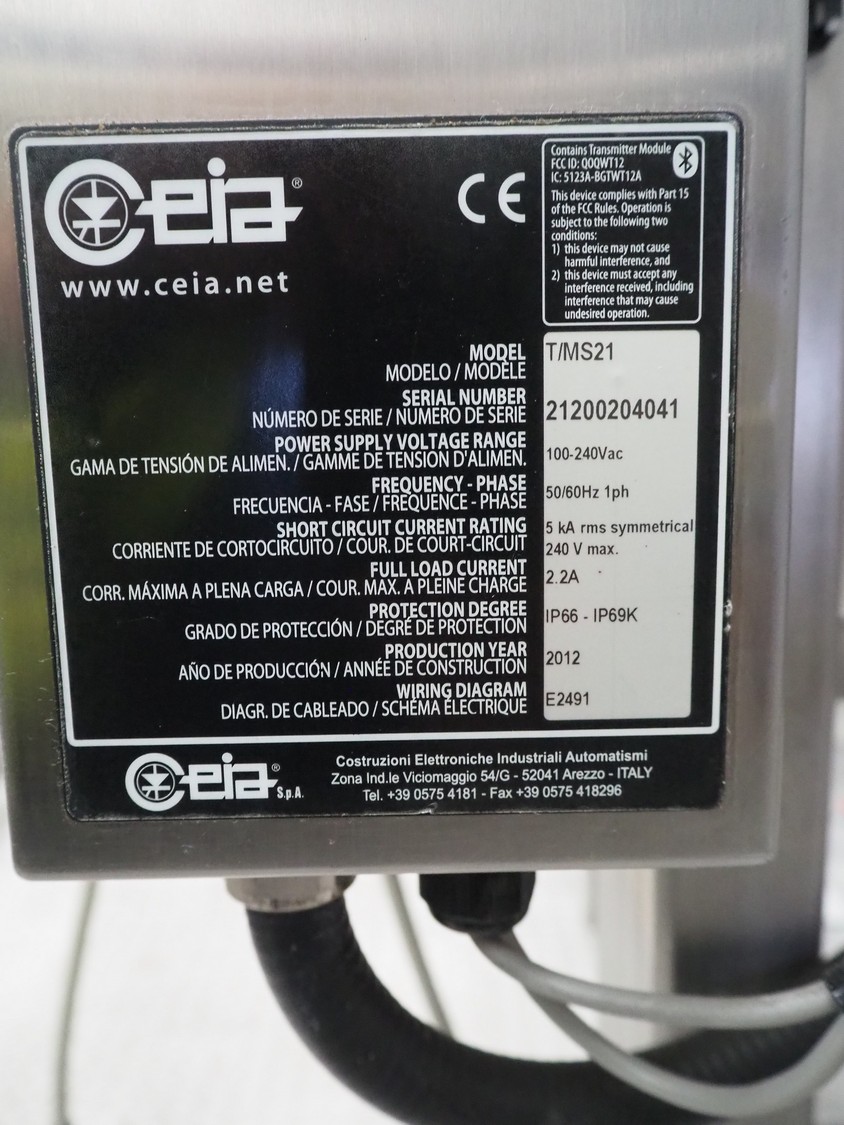 Ceia®
www.ceia.net
CE
Contains Transmitter Module
FCC ID: QOQWT12
IC: 5123A-BGTWT12A
This device complies with Part 15
of the FCC Rules. Operation is
subject to the following two
conditions:
1) this device may not cause
harmful interference, and
2) this device must accept any
interference received, including
interference that may cause
undesired operation.
MODEL T/MS21
MODELO / MODÈLE
SERIAL NUMBER 21200204041
NÚMERO DE SERIE / NUMERO DE SERIE
POWER SUPPLY VOLTAGE RANGE 100-240Vac
GAMA DE TENSIÓN DE ALIMEN. / GAMME DE TENSION D'ALIMEN.
FREQUENCY - PHASE 50/60Hz 1ph
FRECUENCIA - FASE / FREQUENCE - PHASE
SHORT CIRCUIT CURRENT RATING 5 kA rms symmetrical
CORRIENTE DE CORTOCIRCUITO / COUR. DE COURT-CIRCUIT 240 V max.
FULL LOAD CURRENT 2.2A
CORR. MÁXIMA A PLENA CARGA / COUR. MAX. A PLEINE CHARGE
PROTECTION DEGREE IP66 - IP69K
GRADO DE PROTECCIÓN / DEGRÉ DE PROTECTION
PRODUCTION YEAR 2012
AÑO DE PRODUCCIÓN / ANNÉE DE CONSTRUCTION
WIRING DIAGRAM E2491
DIAGR. DE CABLEADO / SCHÉMA ÉLECTRIQUE
Ceia® S.p.A.
Costruzioni Elettroniche Industriali Automatismi
Zona Ind.le Viciomaggio 54/G - 52041 Arezzo - ITALY
Tel. +39 0575 4181 - Fax +39 0575 418296